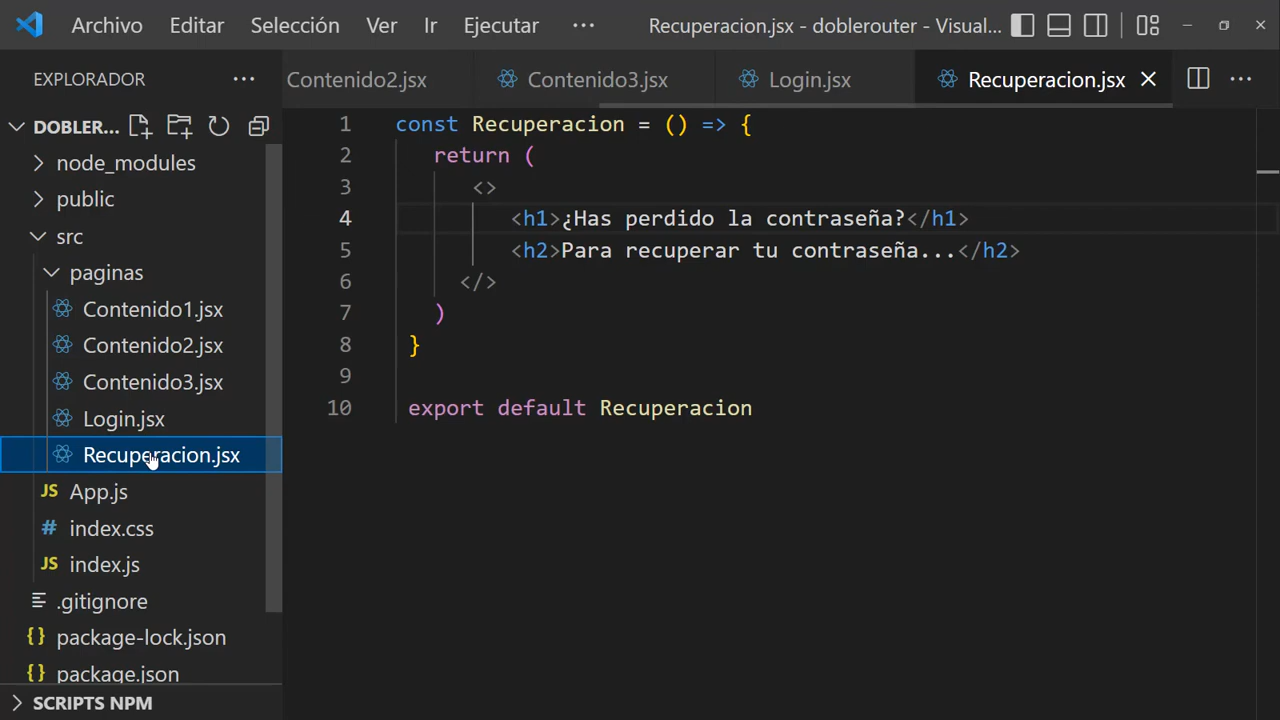 Archivo Editar Selección Ver Ir Ejecutar ··· Recuperacion.jsx - doblerouter - Visual...
EXPLORADOR ···
Contenido2.jsx Contenido3.jsx Login.jsx Recuperacion.jsx ···
DOBLER...
node_modules
public
src
paginas
Contenido1.jsx
Contenido2.jsx
Contenido3.jsx
Login.jsx
Recuperacion.jsx
JS App.js
# index.css
JS index.js
.gitignore
{} package-lock.json
{} package.json
SCRIPTS NPM
1 const Recuperacion = () => {
2 return (
3 <>
4 <h1>¿Has perdido la contraseña?</h1>
5 <h2>Para recuperar tu contraseña...</h2>
6 </>
7 )
8 }
9
10 export default Recuperacion